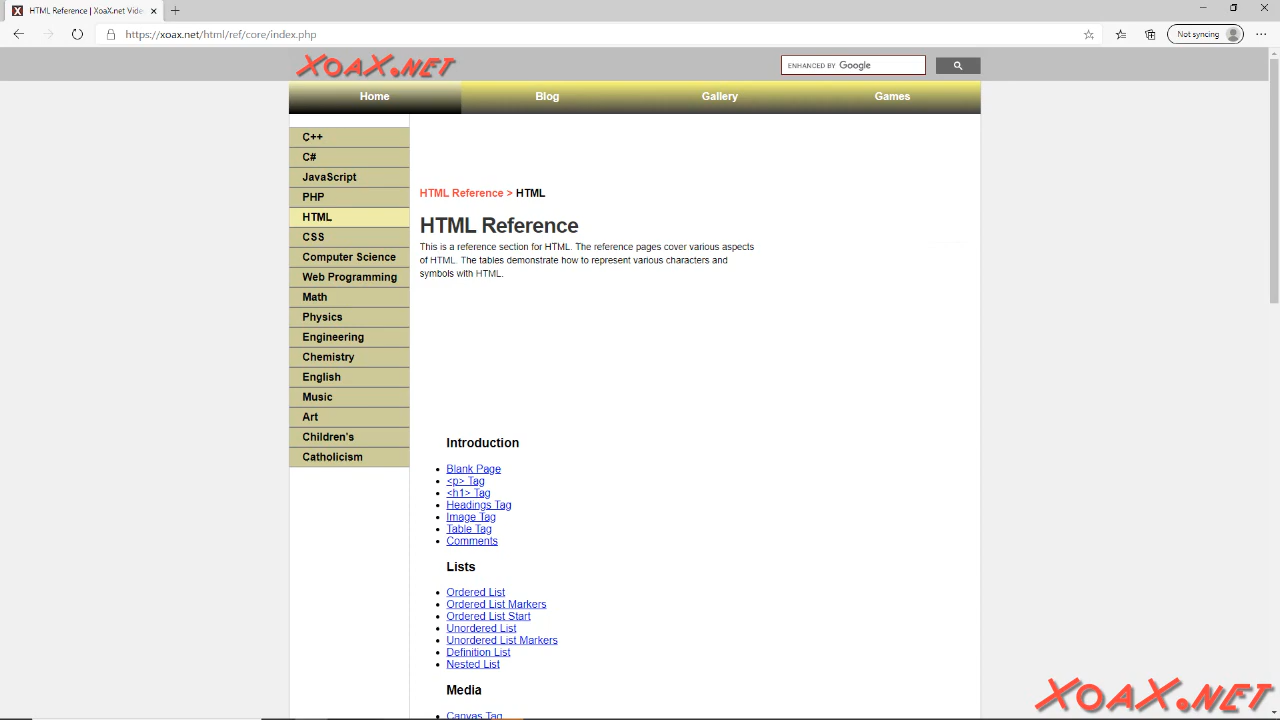 HTML Reference | XoaX.net Vide
https://xoax.net/html/ref/core/index.php
Not syncing
XoaX.net
ENHANCED BY Google
Home Blog Gallery Games
C++
C#
JavaScript
PHP
HTML
CSS
Computer Science
Web Programming
Math
Physics
Engineering
Chemistry
English
Music
Art
Children's
Catholicism
HTML Reference > HTML
HTML Reference
This is a reference section for HTML. The reference pages cover various aspects
of HTML. The tables demonstrate how to represent various characters and
symbols with HTML.
Introduction
Blank Page
<p> Tag
<h1> Tag
Headings Tag
Image Tag
Table Tag
Comments
Lists
Ordered List
Ordered List Markers
Ordered List Start
Unordered List
Unordered List Markers
Definition List
Nested List
Media
Canvas Tag
XoaX.net